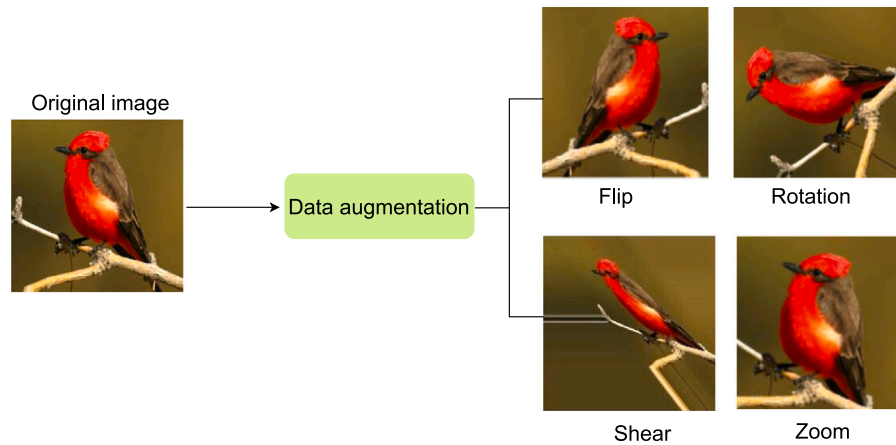 Original image
Data augmentation
Flip
Rotation
Shear
Zoom